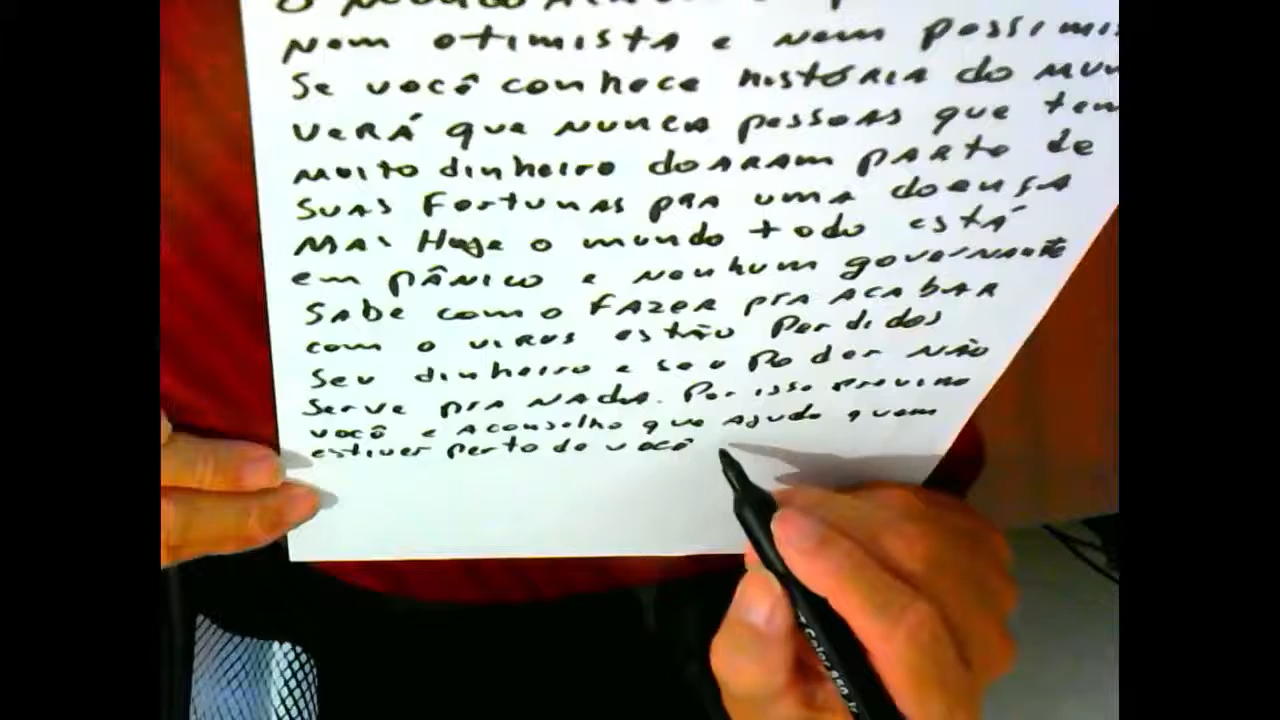 O
nem otimista e nem pessimis
Se você conhece história do mun
verá que nunca pessoas que tem
muito dinheiro doaram parte de
suas fortunas pra uma doença
Mas Hoje o mundo todo está
em pânico e nenhum governante
Sabe como fazer pra acabar
com o virus estão Perdidos
Seu dinheiro e seu Poder não
Serve pra nada. Por isso previno
você e aconselho que ajude quem
estiver perto de você